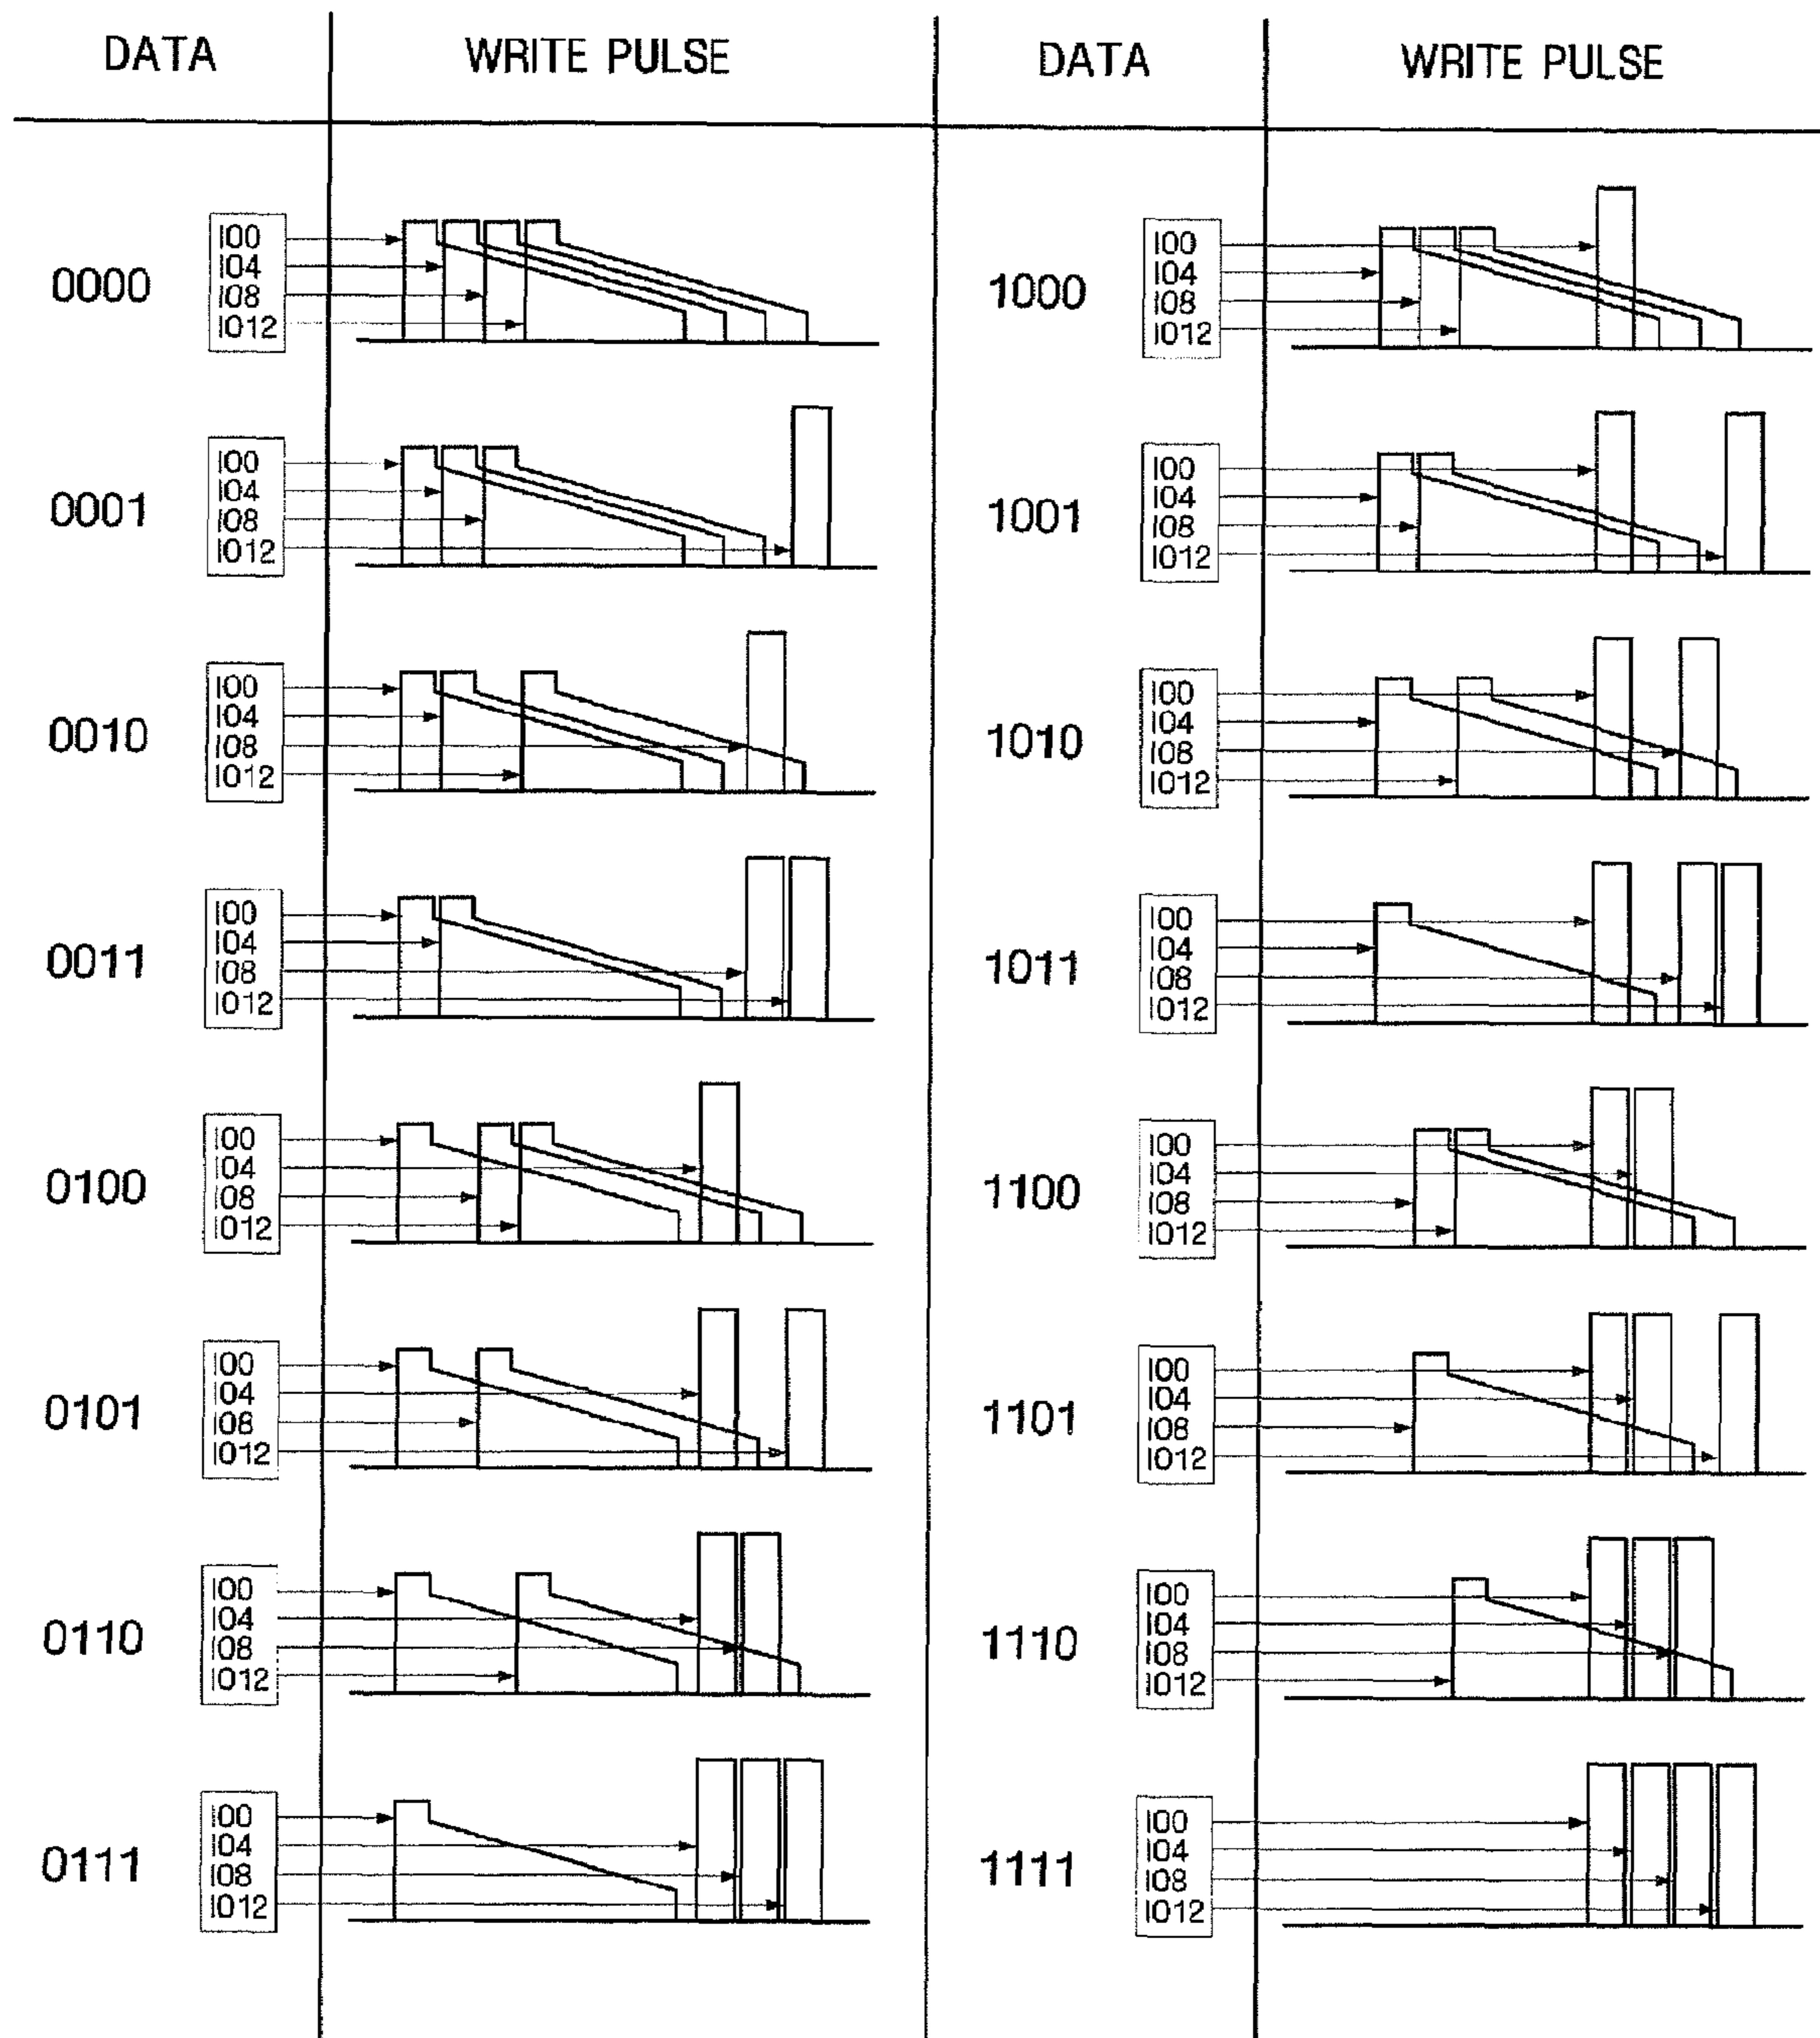 DATA
WRITE PULSE
0000
IO0
IO4
IO8
IO12
0001
IO0
IO4
IO8
IO12
0010
IO0
IO4
IO8
IO12
0011
IO0
IO4
IO8
IO12
0100
IO0
IO4
IO8
IO12
0101
IO0
IO4
IO8
IO12
0110
IO0
IO4
IO8
IO12
0111
IO0
IO4
IO8
IO12
DATA
WRITE PULSE
1000
IO0
IO4
IO8
IO12
1001
IO0
IO4
IO8
IO12
1010
IO0
IO4
IO8
IO12
1011
IO0
IO4
IO8
IO12
1100
IO0
IO4
IO8
IO12
1101
IO0
IO4
IO8
IO12
1110
IO0
IO4
IO8
IO12
1111
IO0
IO4
IO8
IO12